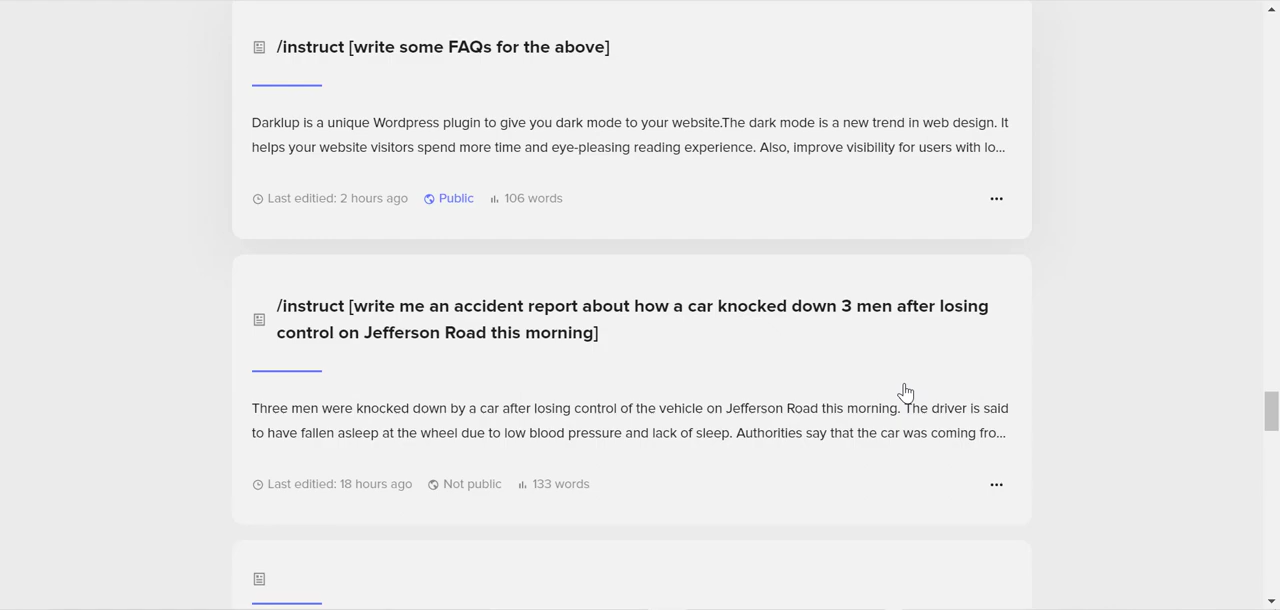 /instruct [write some FAQs for the above]
Darklup is a unique Wordpress plugin to give you dark mode to your website.The dark mode is a new trend in web design. It
helps your website visitors spend more time and eye-pleasing reading experience. Also, improve visibility for users with lo...
Last editied: 2 hours ago Public 106 words
/instruct [write me an accident report about how a car knocked down 3 men after losing
control on Jefferson Road this morning]
Three men were knocked down by a car after losing control of the vehicle on Jefferson Road this morning. The driver is said
to have fallen asleep at the wheel due to low blood pressure and lack of sleep. Authorities say that the car was coming fro...
Last editied: 18 hours ago Not public 133 words